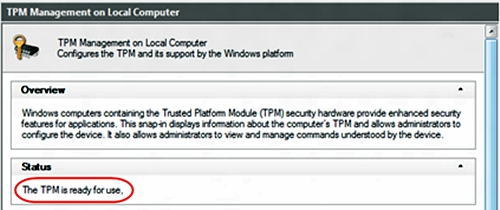 TPM Management on Local Computer
TPM Management on Local Computer
Configures the TPM and its support by the Windows platform
Overview
Windows computers containing the Trusted Platform Module (TPM) security hardware provide enhanced security
features for applications. This snap-in displays information about the computer's TPM and allows administrators to
configure the device. It also allows administrators to view and manage commands understood by the device.
Status
The TPM is ready for use,